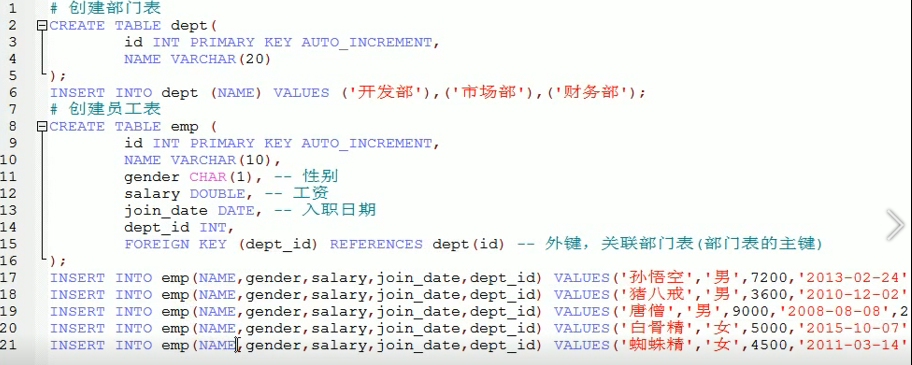 1 # 创建部门表
2 CREATE TABLE dept(
3 id INT PRIMARY KEY AUTO_INCREMENT,
4 NAME VARCHAR(20)
5 );
6 INSERT INTO dept (NAME) VALUES ('开发部'),('市场部'),('财务部');
7 # 创建员工表
8 CREATE TABLE emp (
9 id INT PRIMARY KEY AUTO_INCREMENT,
10 NAME VARCHAR(10),
11 gender CHAR(1), -- 性别
12 salary DOUBLE, -- 工资
13 join_date DATE, -- 入职日期
14 dept_id INT,
15 FOREIGN KEY (dept_id) REFERENCES dept(id) -- 外键，关联部门表(部门表的主键)
16 );
17 INSERT INTO emp(NAME,gender,salary,join_date,dept_id) VALUES('孙悟空','男',7200,'2013-02-24'
18 INSERT INTO emp(NAME,gender,salary,join_date,dept_id) VALUES('猪八戒','男',3600,'2010-12-02'
19 INSERT INTO emp(NAME,gender,salary,join_date,dept_id) VALUES('唐僧','男',9000,'2008-08-08',2
20 INSERT INTO emp(NAME,gender,salary,join_date,dept_id) VALUES('白骨精','女',5000,'2015-10-07'
21 INSERT INTO emp(NAME,gender,salary,join_date,dept_id) VALUES('蜘蛛精','女',4500,'2011-03-14'